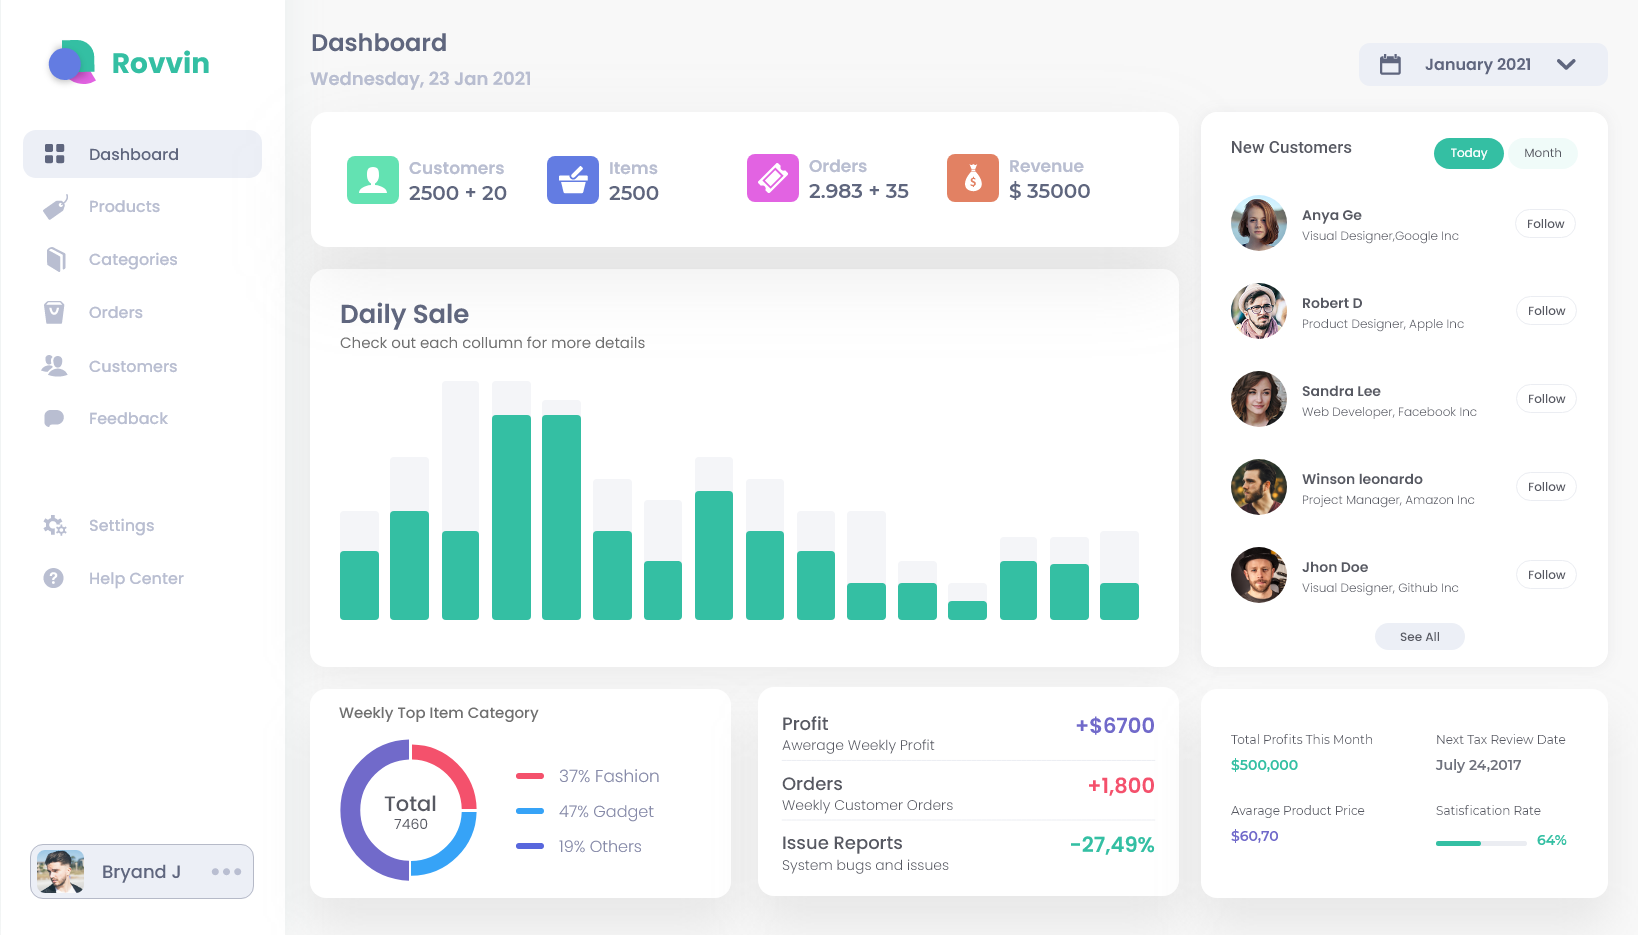 Rovvin
Dashboard
Products
Categories
Orders
Customers
Feedback
Settings
Help Center
Bryand J
Dashboard
Wednesday, 23 Jan 2021
January 2021
Customers
2500 + 20
Items
2500
Orders
2.983 + 35
Revenue
$ 35000
Daily Sale
Check out each collumn for more details
New Customers
Today
Month
Anya Ge
Visual Designer,Google Inc
Follow
Robert D
Product Designer, Apple Inc
Follow
Sandra Lee
Web Developer, Facebook Inc
Follow
Winson leonardo
Project Manager, Amazon Inc
Follow
Jhon Doe
Visual Designer, Github Inc
Follow
See All
Weekly Top Item Category
Total
7460
37% Fashion
47% Gadget
19% Others
Profit
Awerage Weekly Profit
+$6700
Orders
Weekly Customer Orders
+1,800
Issue Reports
System bugs and issues
-27,49%
Total Profits This Month
$500,000
Next Tax Review Date
July 24,2017
Avarage Product Price
$60,70
Satisfication Rate
64%